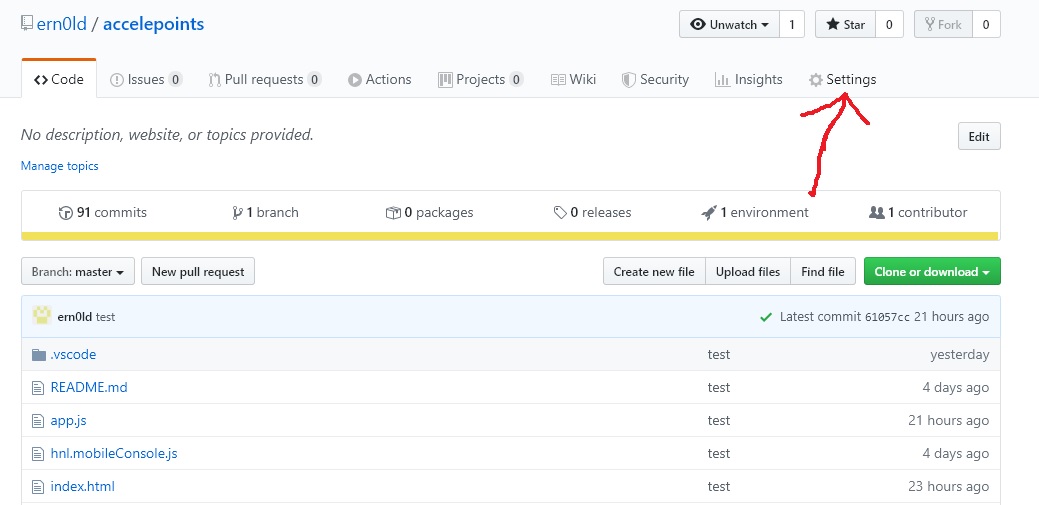 ern0ld / accelepoints Unwatch 1 Star 0 Fork 0
Code Issues 0 Pull requests 0 Actions Projects 0 Wiki Security Insights Settings
No description, website, or topics provided. Edit
Manage topics
91 commits 1 branch 0 packages 0 releases 1 environment 1 contributor
Branch: master New pull request Create new file Upload files Find file Clone or download
ern0ld test Latest commit 61057cc 21 hours ago
.vscode test yesterday
README.md test 4 days ago
app.js test 21 hours ago
hnl.mobileConsole.js test 4 days ago
index.html test 23 hours ago